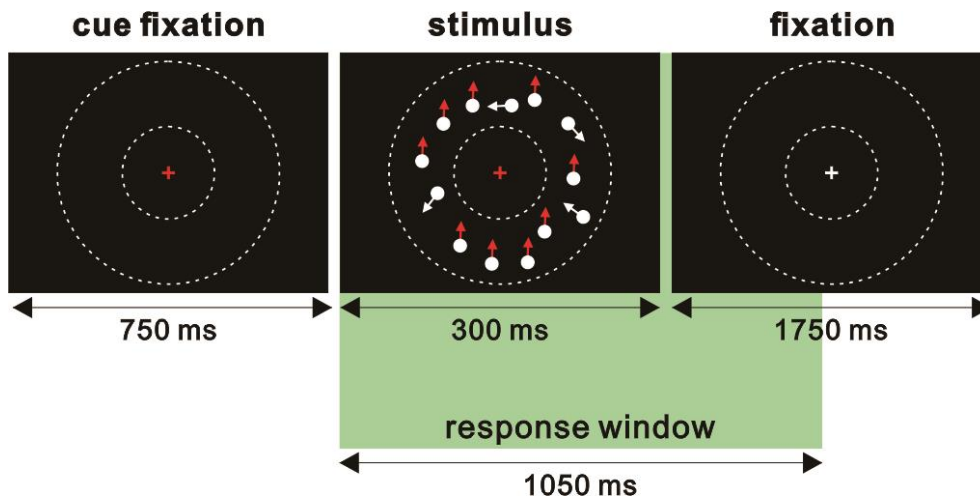 cue fixation
stimulus
fixation
750 ms
300 ms
1750 ms
response window
1050 ms